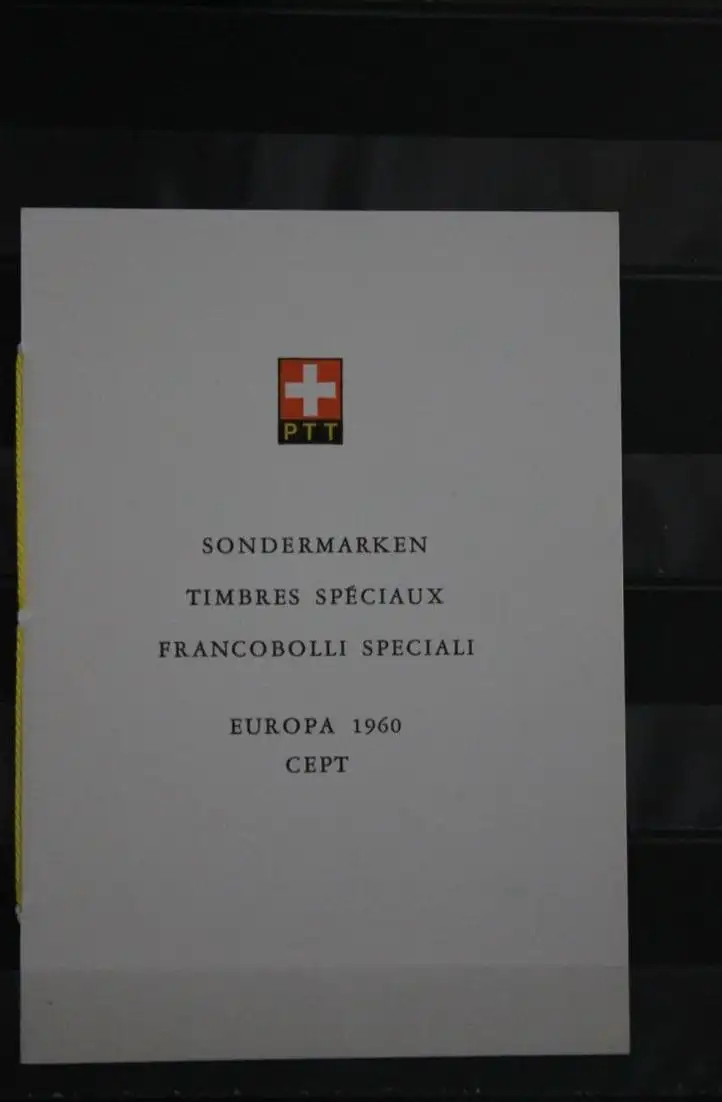 PTT
SONDERMARKEN
TIMBRES SPÉCIAUX
FRANCOBOLLI SPECIALI
EUROPA 1960
CEPT